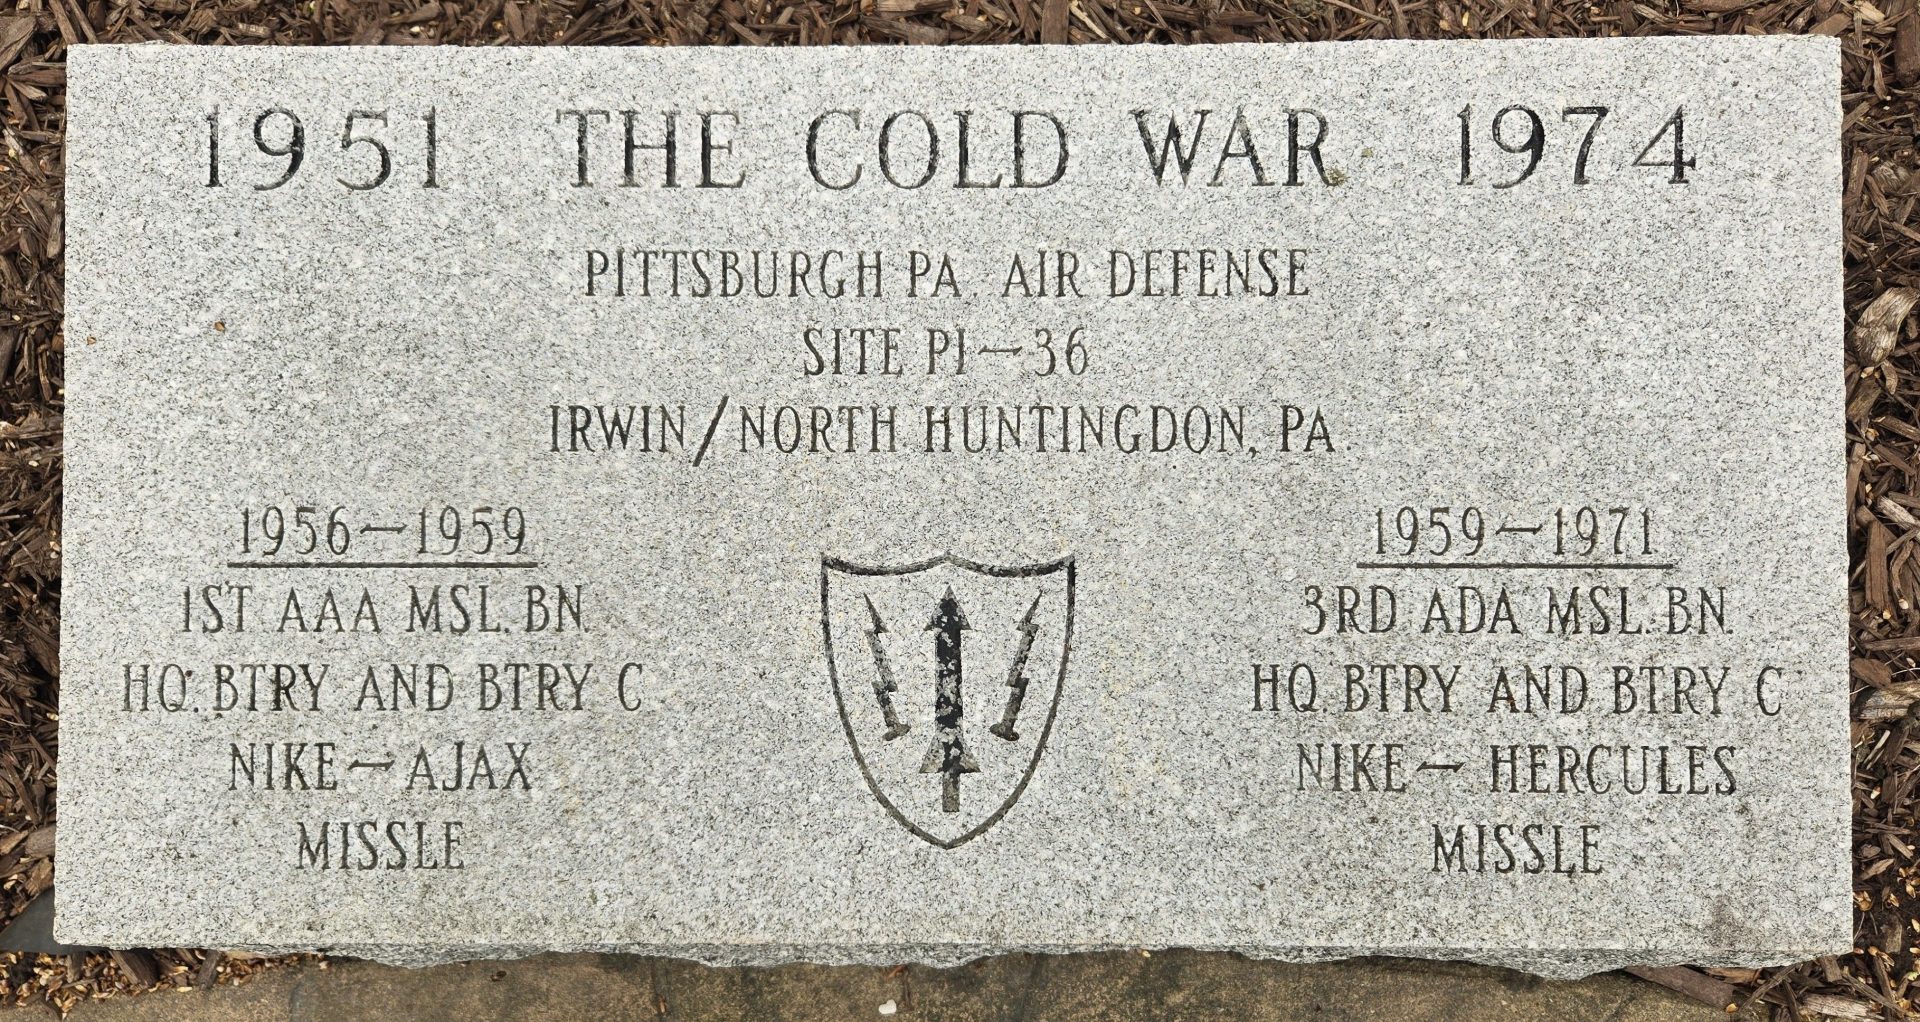 1951 THE COLD WAR 1974
PITTSBURGH PA. AIR DEFENSE
SITE PI-36
IRWIN/NORTH HUNTINGDON, PA.
1956-1959
1ST AAA MSL. BN.
HQ. BTRY AND BTRY C
NIKE-AJAX
MISSLE
1959-1971
3RD ADA MSL. BN.
HQ. BTRY AND BTRY C
NIKE-HERCULES
MISSLE